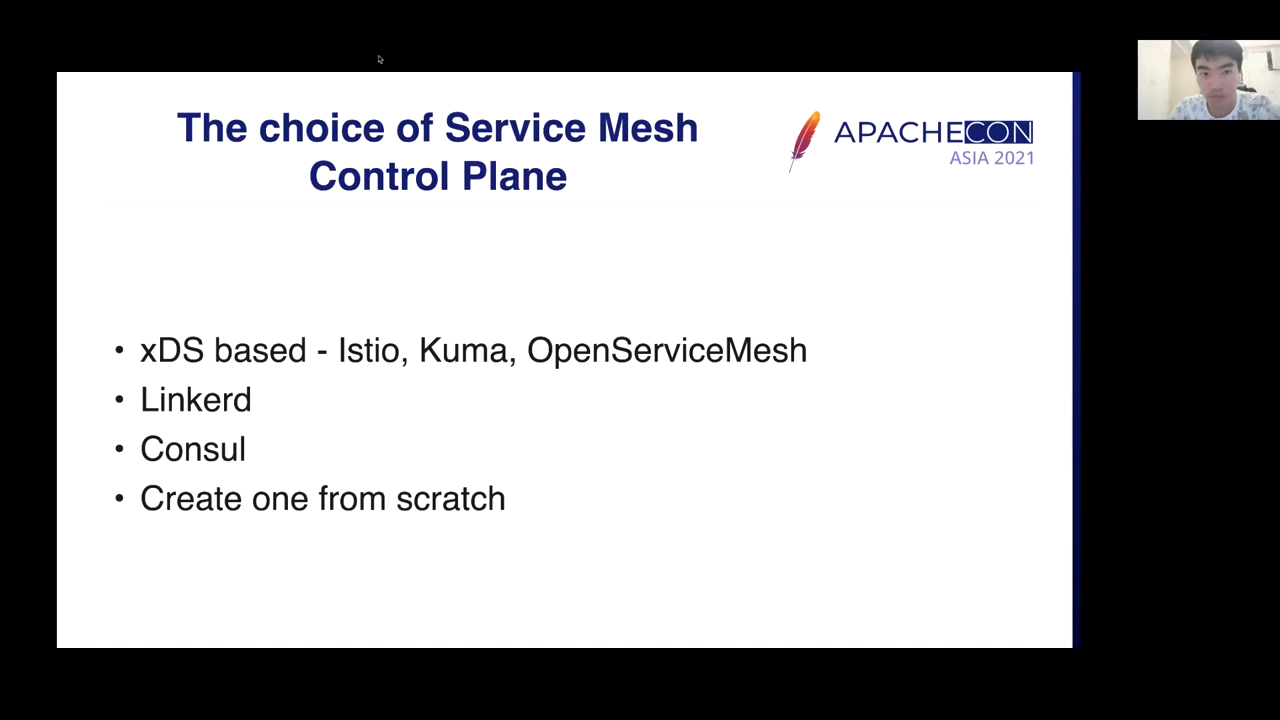 The choice of Service Mesh
Control Plane
APACHECON
ASIA 2021
• xDS based - Istio, Kuma, OpenServiceMesh
• Linkerd
• Consul
• Create one from scratch